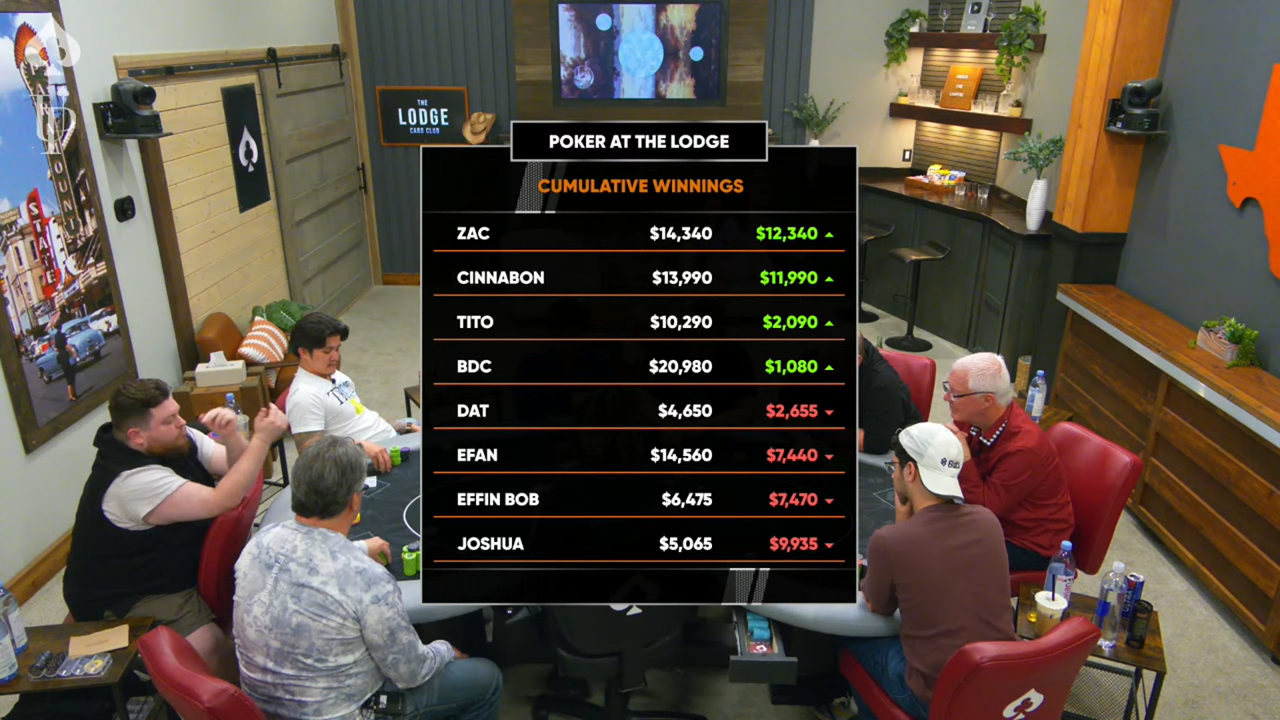 THE
LODGE
CARD CLUB
STATE
POKER AT THE LODGE
CUMULATIVE WINNINGS
ZAC $14,340 $12,340
CINNABON $13,990 $11,990
TITO $10,290 $2,090
BDC $20,980 $1,080
DAT $4,650 $2,655
EFAN $14,560 $7,440
EFFIN BOB $6,475 $7,470
JOSHUA $5,065 $9,935